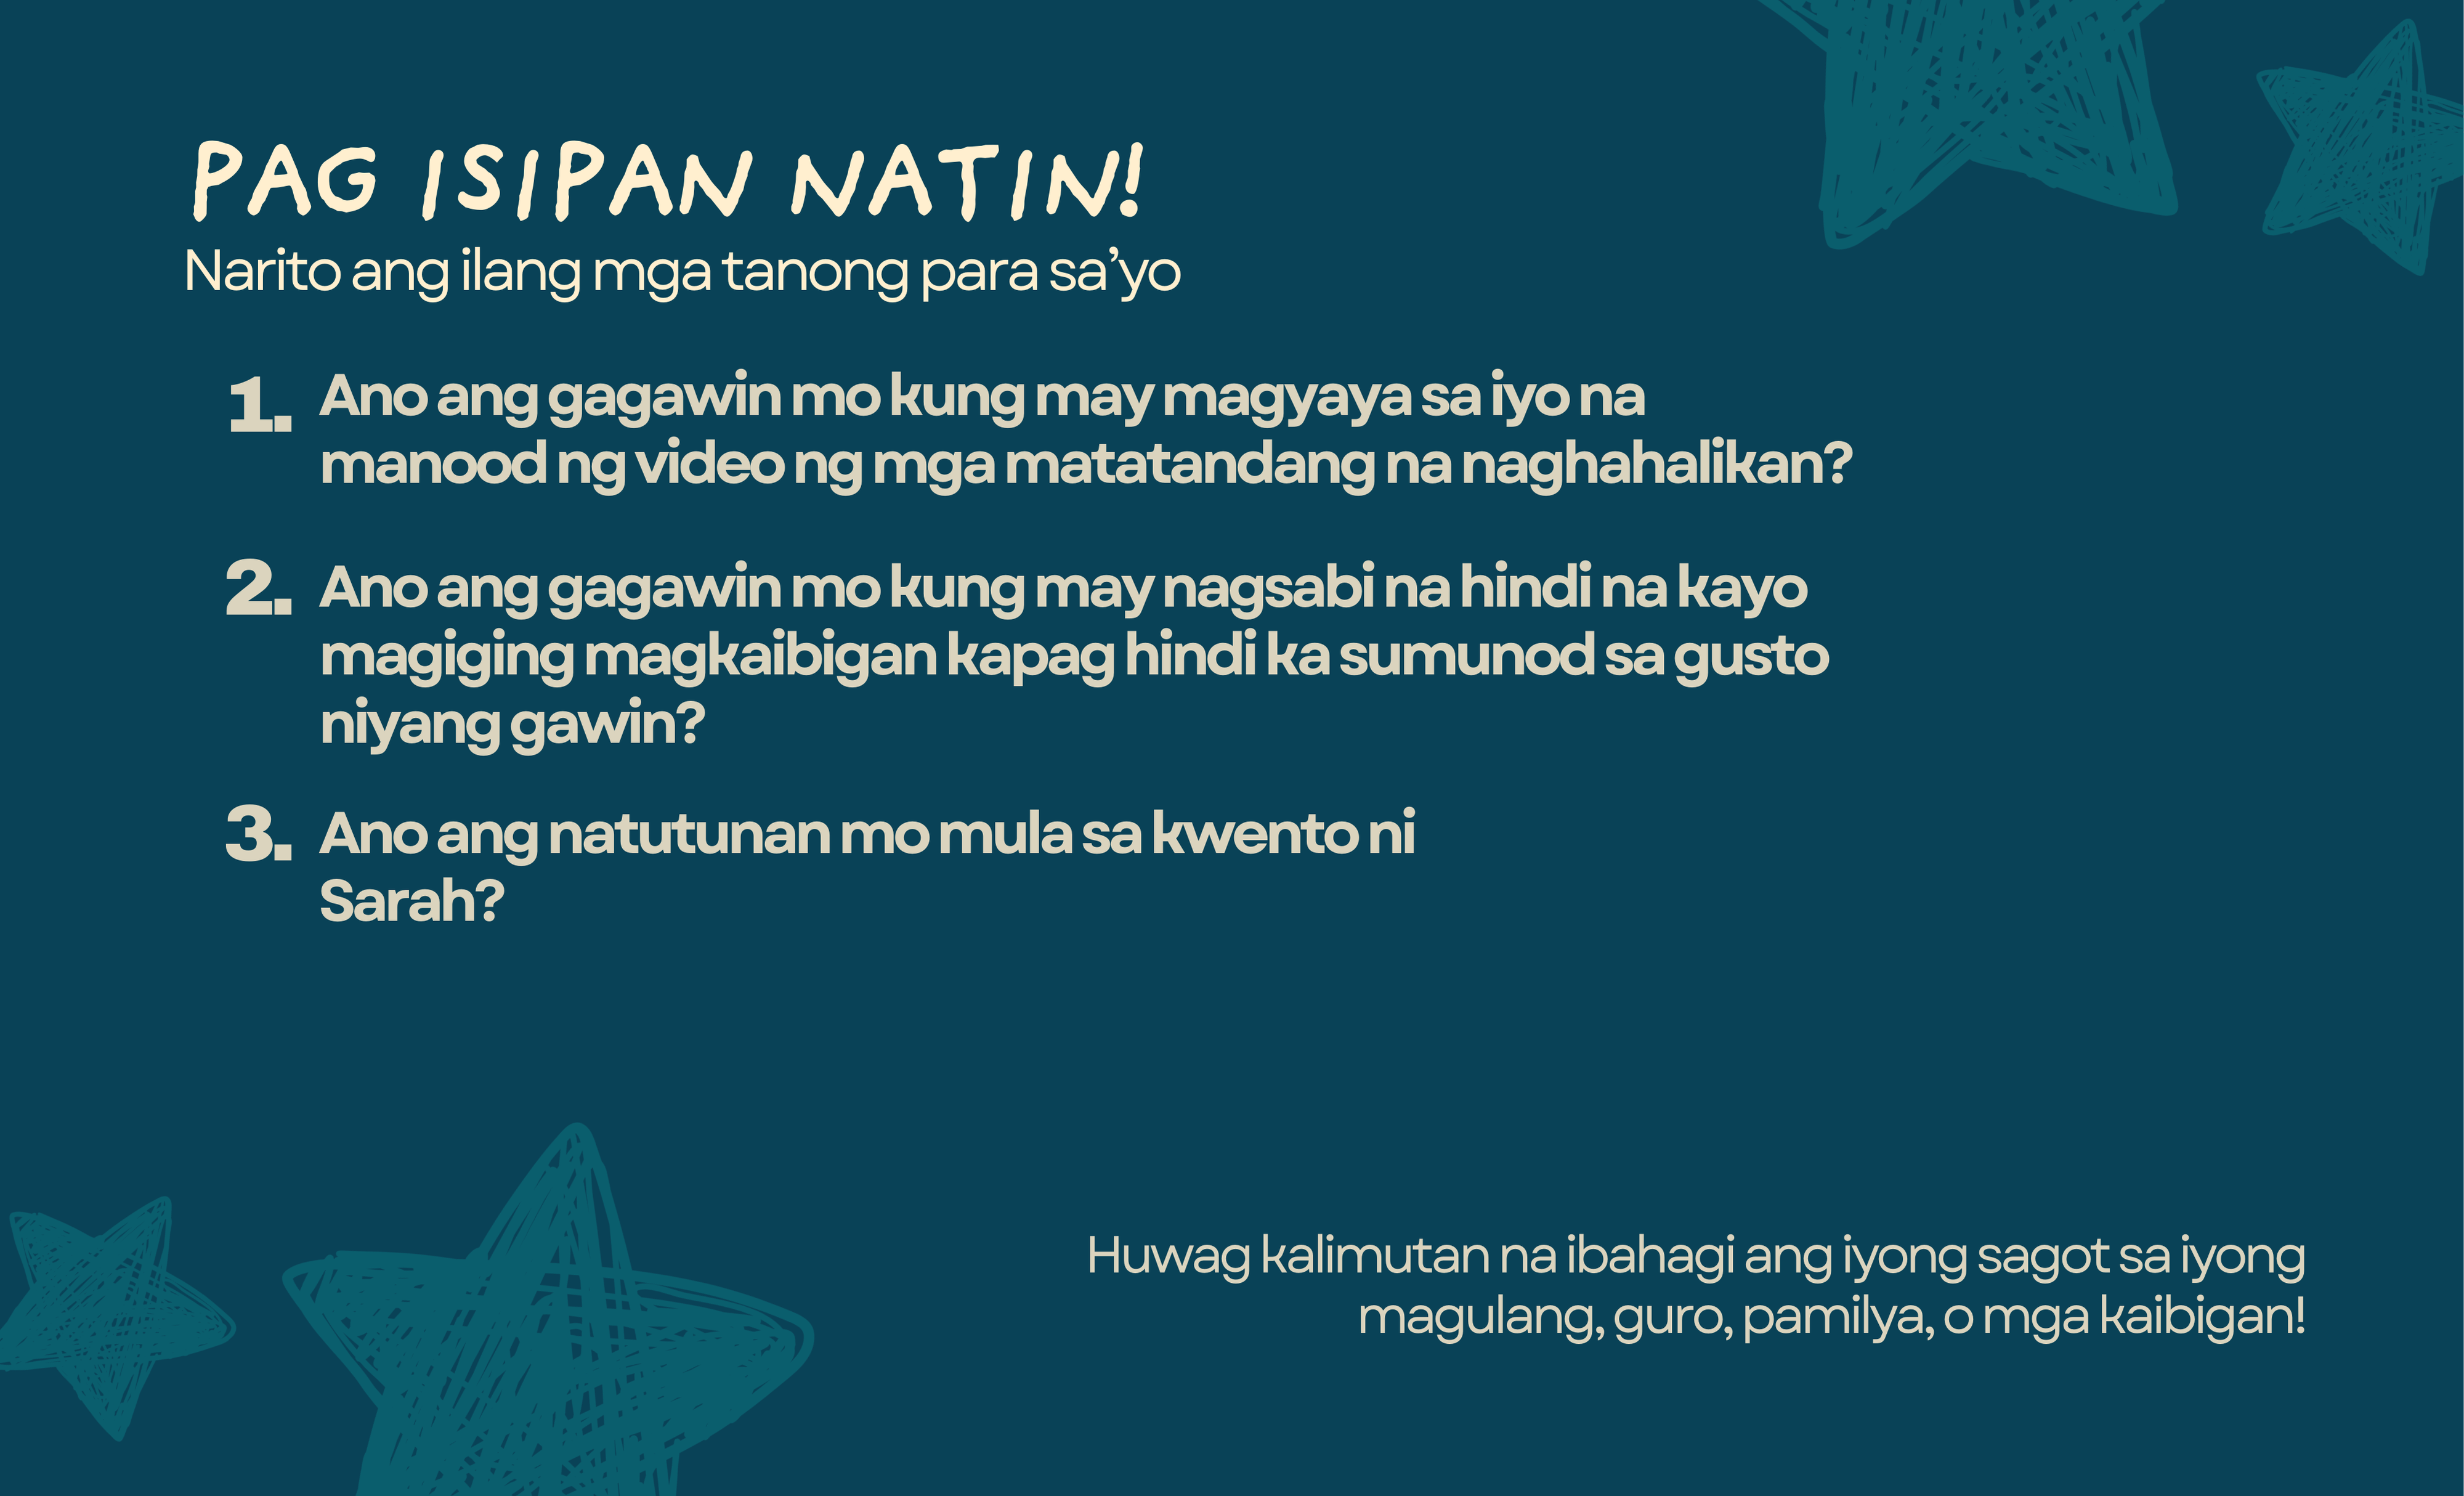 PAG ISIPAN NATIN!
Narito ang ilang mga tanong para sa’yo
1. Ano ang gagawin mo kung may magyaya sa iyo na
manood ng video ng mga matatandang na naghahalikan?
2. Ano ang gagawin mo kung may nagsabi na hindi na kayo
magiging magkaibigan kapag hindi ka sumunod sa gusto
niyang gawin?
3. Ano ang natutunan mo mula sa kwento ni
Sarah?
Huwag kalimutan na ibahagi ang iyong sagot sa iyong
magulang, guro, pamilya, o mga kaibigan!